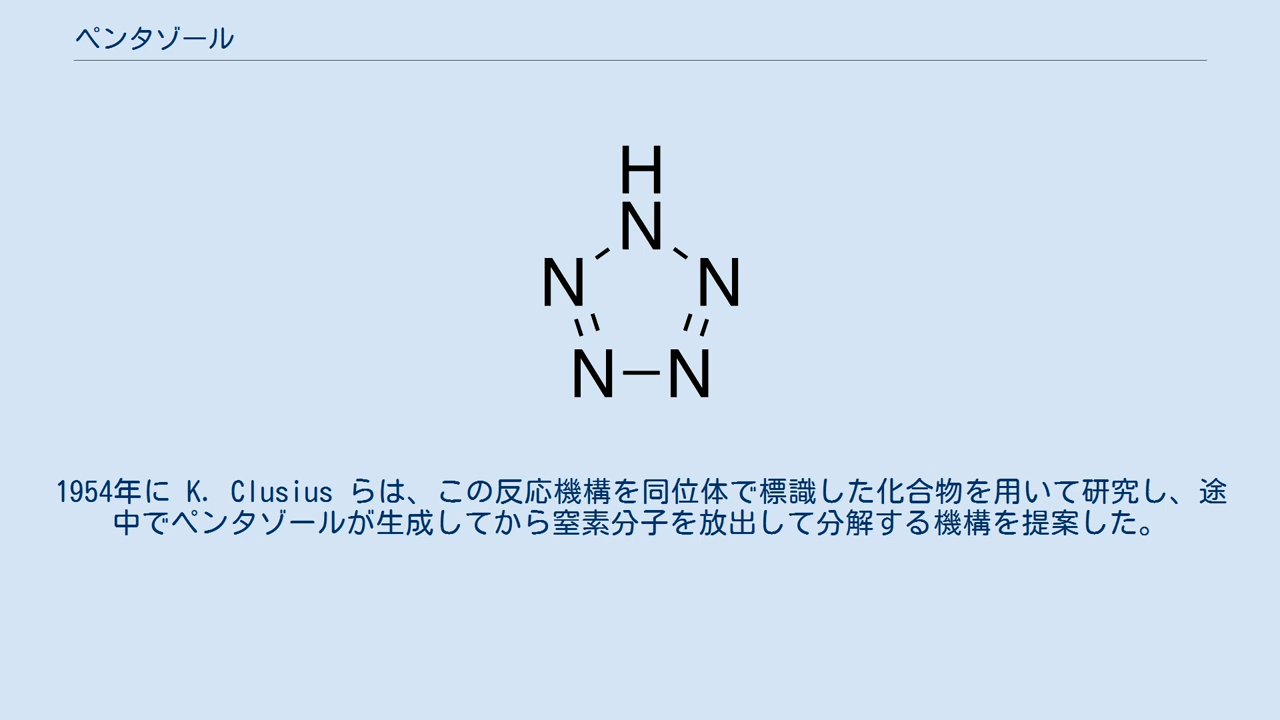 ペンタゾール
H
N
N N
N N
1954年に K. Clusius らは、この反応機構を同位体で標識した化合物を用いて研究し、途
中でペンタゾールが生成してから窒素分子を放出して分解する機構を提案した。